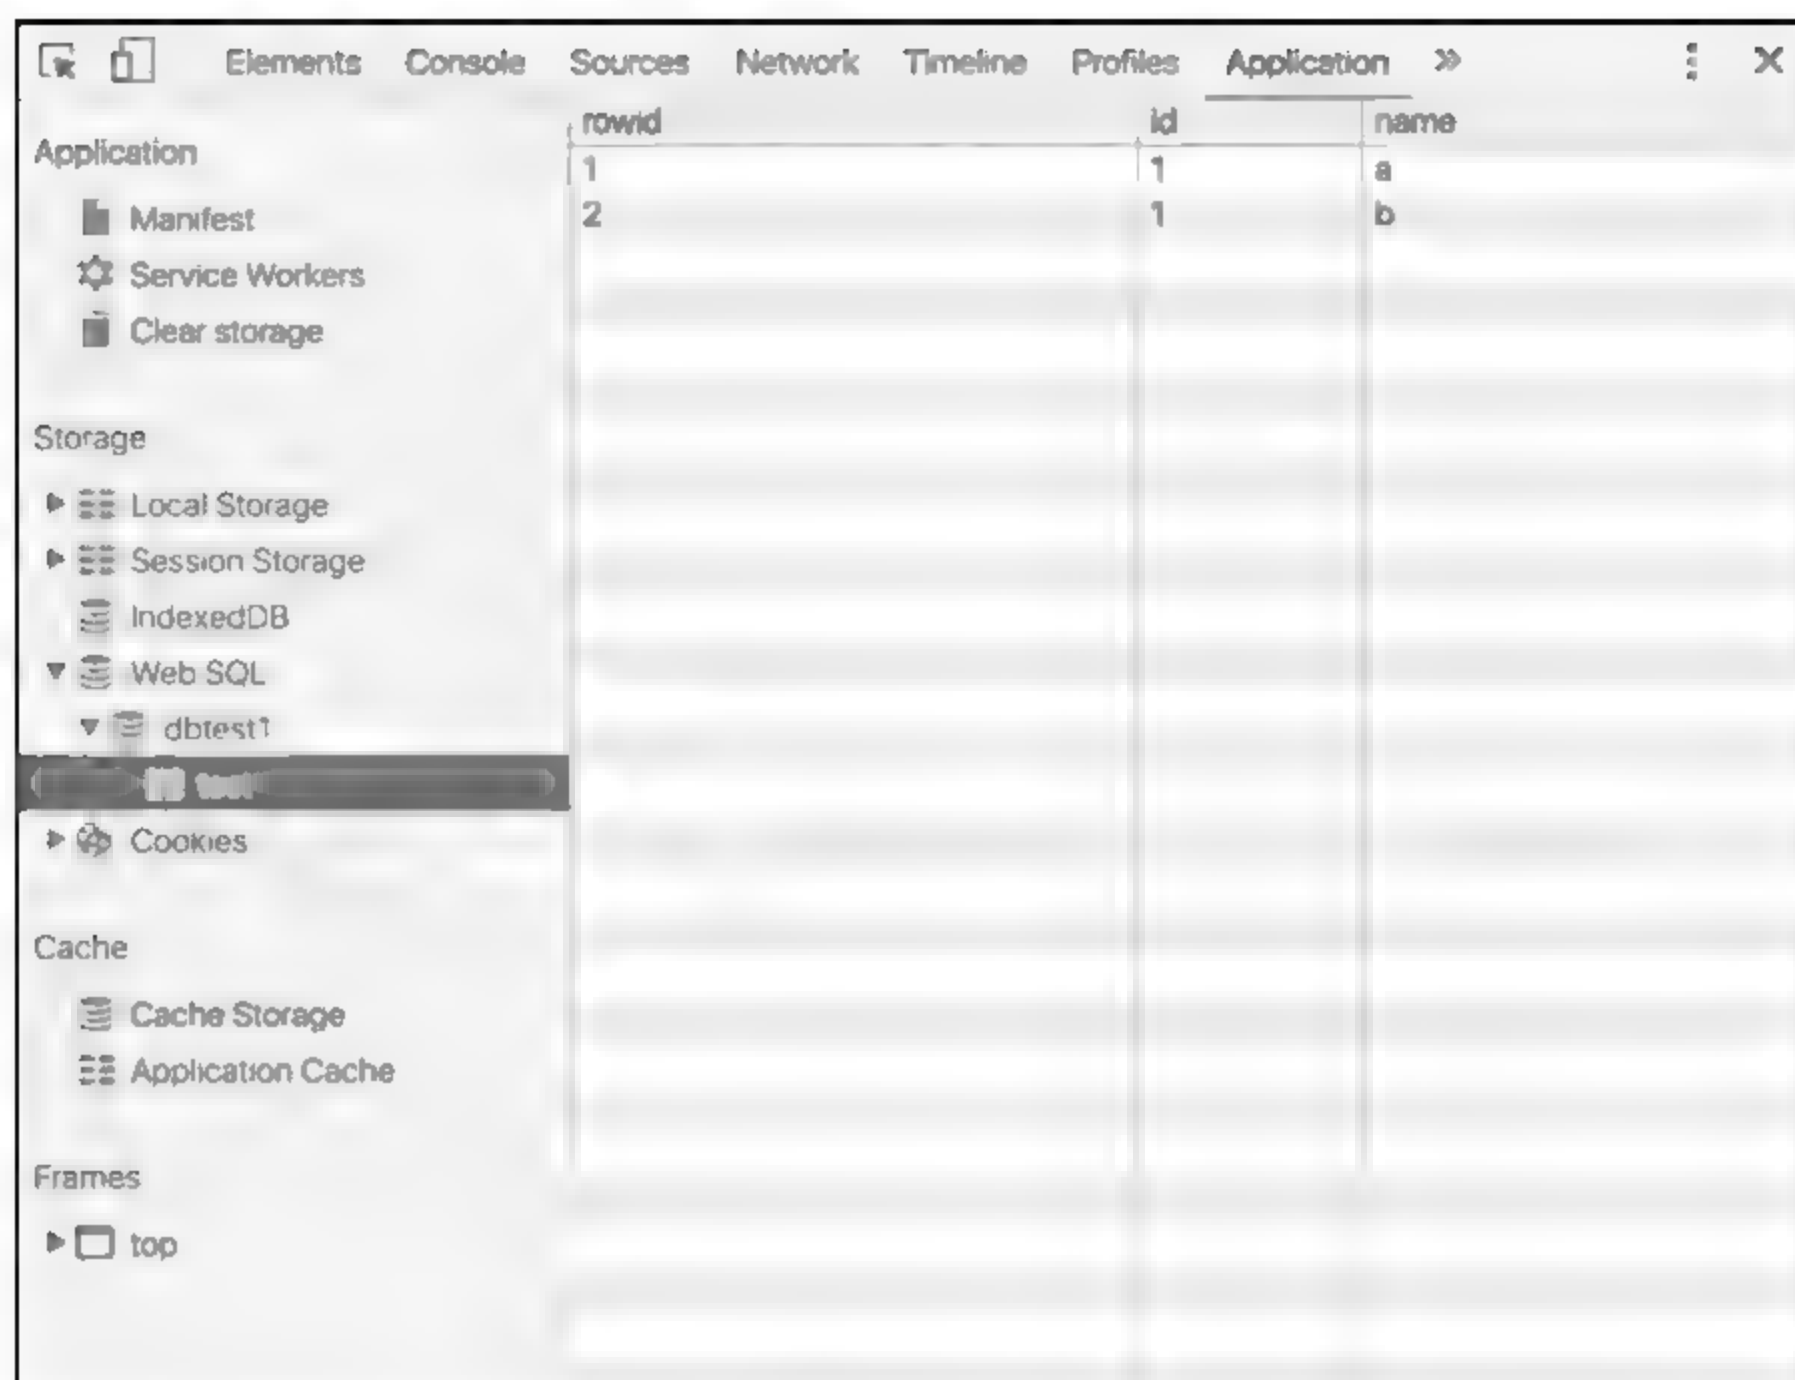 Elements Console Sources Network Timeline Profiles Application »
rowid id name
1 1 a
2 1 b
Application
Manifest
Service Workers
Clear storage
Storage
Local Storage
Session Storage
IndexedDB
Web SQL
dbtest1
Cookies
Cache
Cache Storage
Application Cache
Frames
top